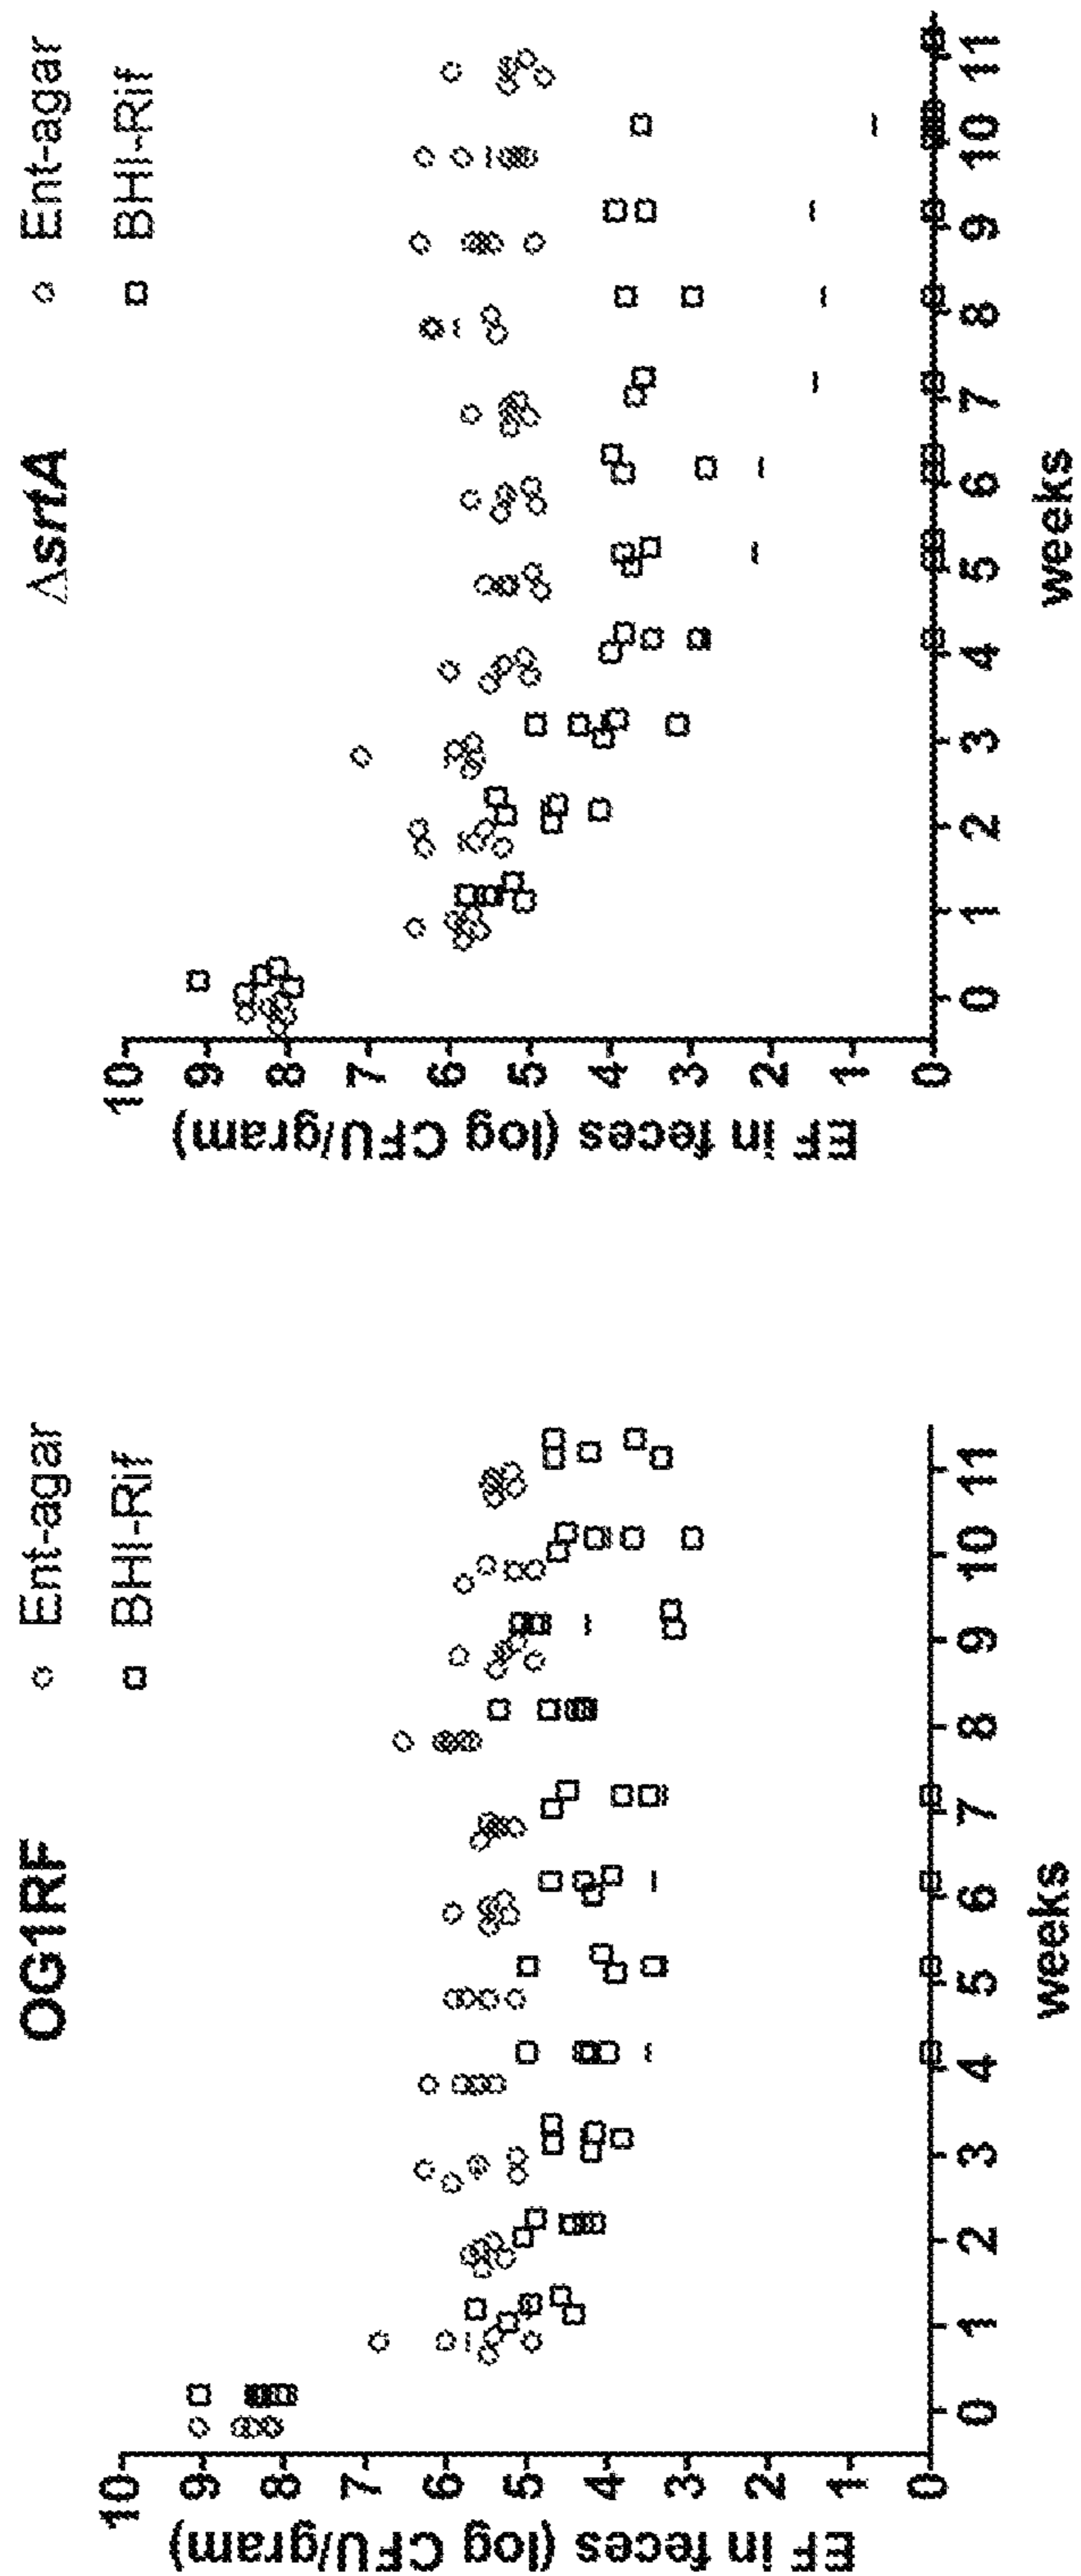 OG1RF
Ent-agar
BHI-Rif
EF in feces (log CFU/gram)
10
9
8
7
6
5
4
3
2
1
0
0 1 2 3 4 5 6 7 8 9 10 11
weeks
ΔsrtA
Ent-agar
BHI-Rif
EF in feces (log CFU/gram)
10
9
8
7
6
5
4
3
2
1
0
0 1 2 3 4 5 6 7 8 9 10 11
weeks